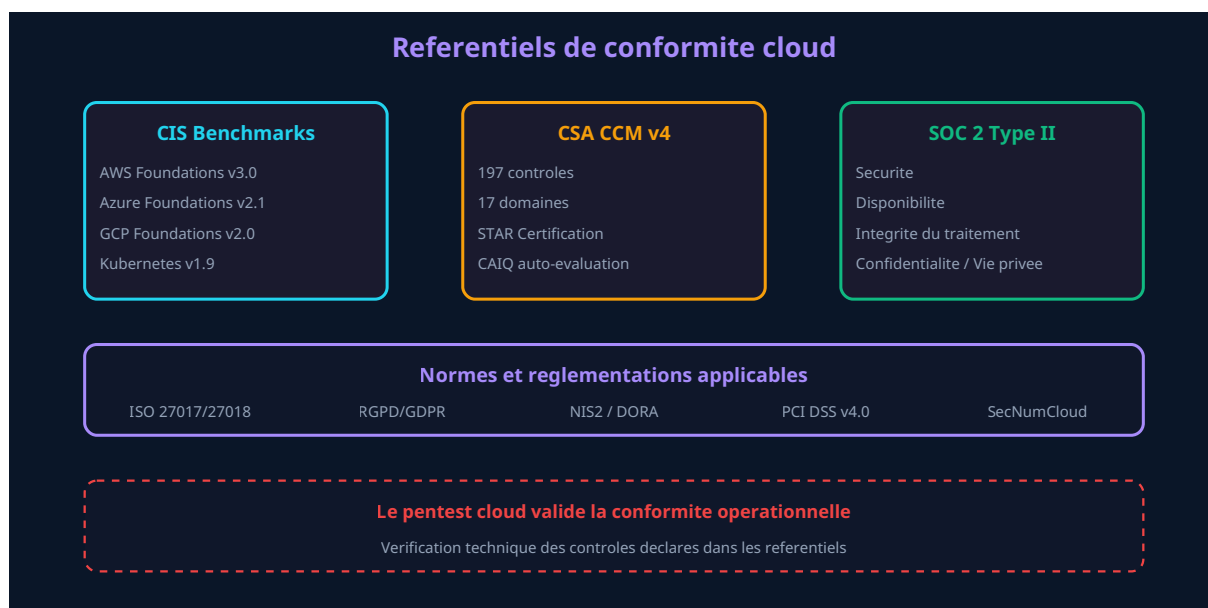 Referentiels de conformite cloud
CIS Benchmarks
AWS Foundations v3.0
Azure Foundations v2.1
GCP Foundations v2.0
Kubernetes v1.9
CSA CCM v4
197 controles
17 domaines
STAR Certification
CAIQ auto-evaluation
SOC 2 Type II
Securite
Disponibilite
Integrite du traitement
Confidentialite / Vie privee
Normes et reglementations applicables
ISO 27017/27018
RGPD/GDPR
NIS2 / DORA
PCI DSS v4.0
SecNumCloud
Le pentest cloud valide la conformite operationnelle
Verification technique des controles declares dans les referentiels